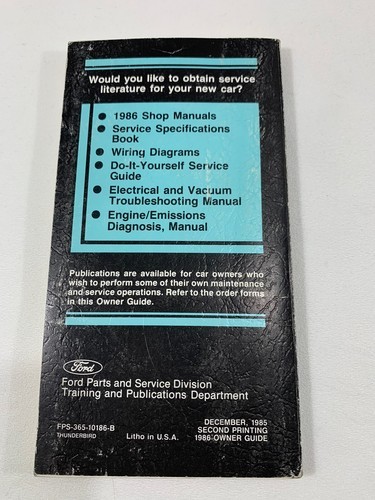 Would you like to obtain service
literature for your new car?
● 1986 Shop Manuals
● Service Specifications
Book
● Wiring Diagrams
● Do-It-Yourself Service
Guide
● Electrical and Vacuum
Troubleshooting Manual
● Engine/Emissions
Diagnosis, Manual
Publications are available for car owners who
wish to perform some of their own maintenance
and service operations. Refer to the order forms
in this Owner Guide.
Ford
Ford Parts and Service Division
Training and Publications Department
FPS-365-10186-B
THUNDERBIRD
Litho in U.S.A.
DECEMBER, 1985
SECOND PRINTING
1986 OWNER GUIDE